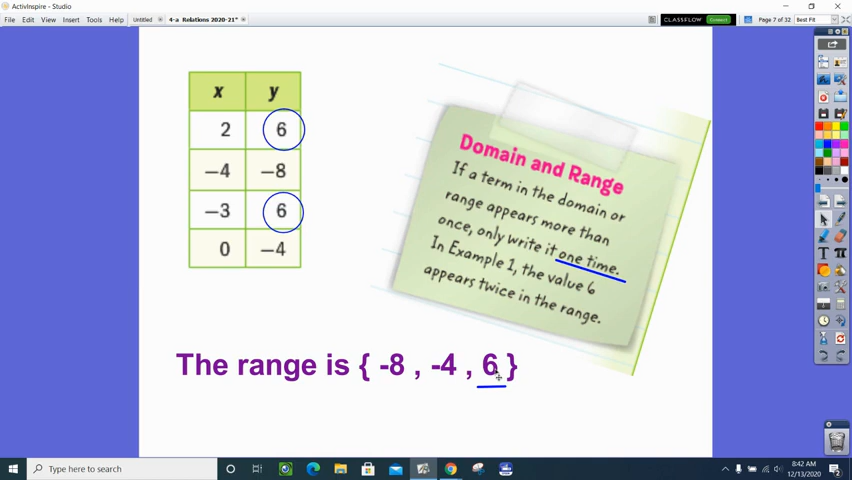 ActivInspire - Studio
File Edit View Insert Tools Help
Untitled
4-a Relations 2020-21*
CLASSFLOW
Connect
Page 7 of 32
Best Fit
x y
2 6
-4 -8
-3 6
0 -4
Domain and Range
If a term in the domain or
range appears more than
once, only write it one time.
In Example 1, the value 6
appears twice in the range.
The range is { -8 , -4 , 6 }
Type here to search
8:42 AM
12/13/2020
2